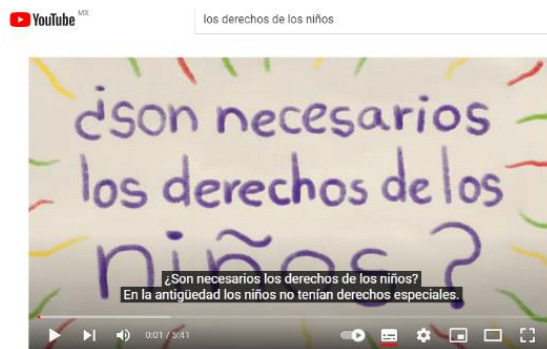 YouTube MX
los derechos de los niños
¿son necesarios
los derechos de los
niños?
¿Son necesarios los derechos de los niños?
En la antigüedad los niños no tenían derechos especiales.
0:01 / 5:41